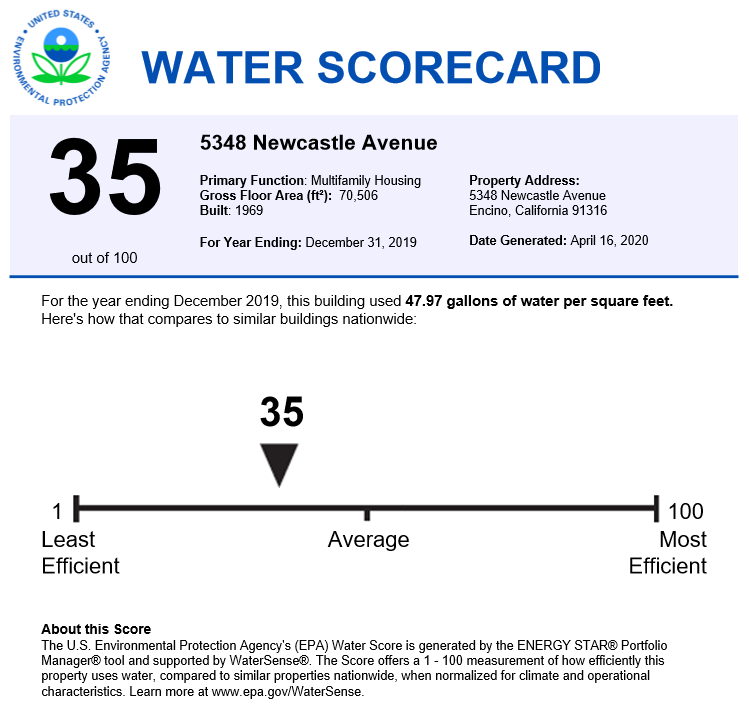 UNITED STATES
ENVIRONMENTAL PROTECTION AGENCY
WATER SCORECARD
35
out of 100
5348 Newcastle Avenue
Primary Function: Multifamily Housing
Gross Floor Area (ft²): 70,506
Built: 1969
For Year Ending: December 31, 2019
Property Address:
5348 Newcastle Avenue
Encino, California 91316
Date Generated: April 16, 2020
For the year ending December 2019, this building used 47.97 gallons of water per square feet.
Here's how that compares to similar buildings nationwide:
35
1
100
Least
Efficient
Average
Most
Efficient
About this Score
The U.S. Environmental Protection Agency's (EPA) Water Score is generated by the ENERGY STAR® Portfolio
Manager® tool and supported by WaterSense®. The Score offers a 1 - 100 measurement of how efficiently this
property uses water, compared to similar properties nationwide, when normalized for climate and operational
characteristics. Learn more at www.epa.gov/WaterSense.